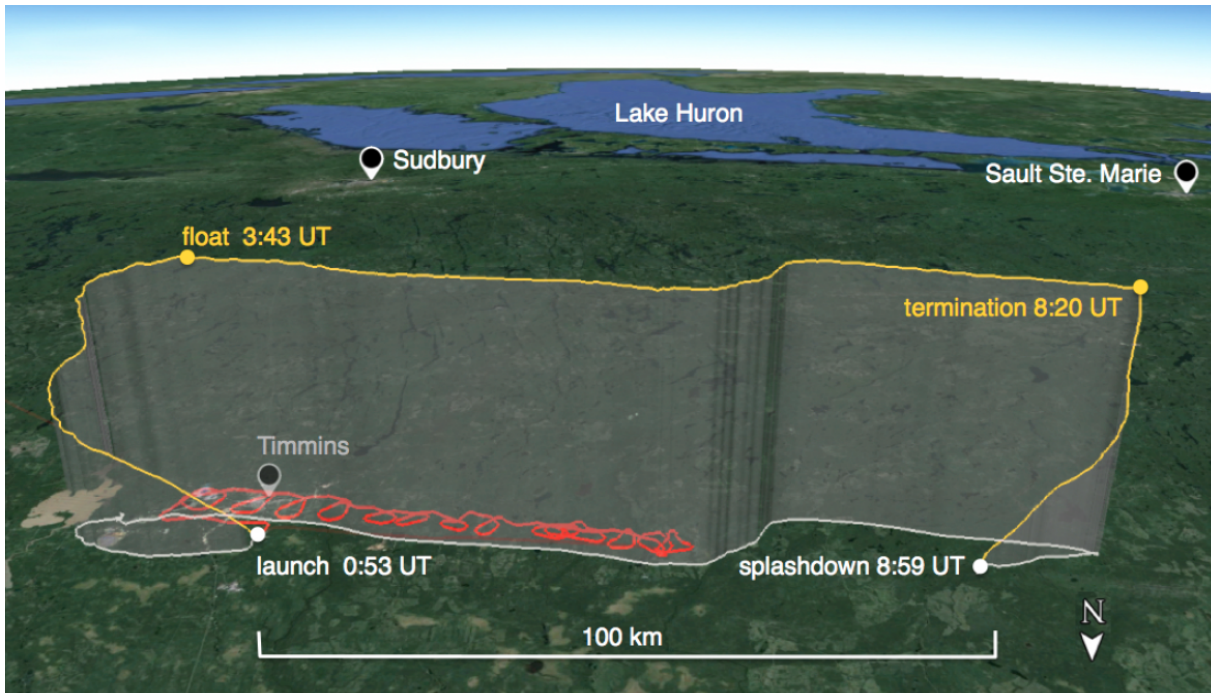 Lake Huron
Sudbury
Sault Ste. Marie
float 3:43 UT
termination 8:20 UT
Timmins
launch 0:53 UT
splashdown 8:59 UT
N
100 km